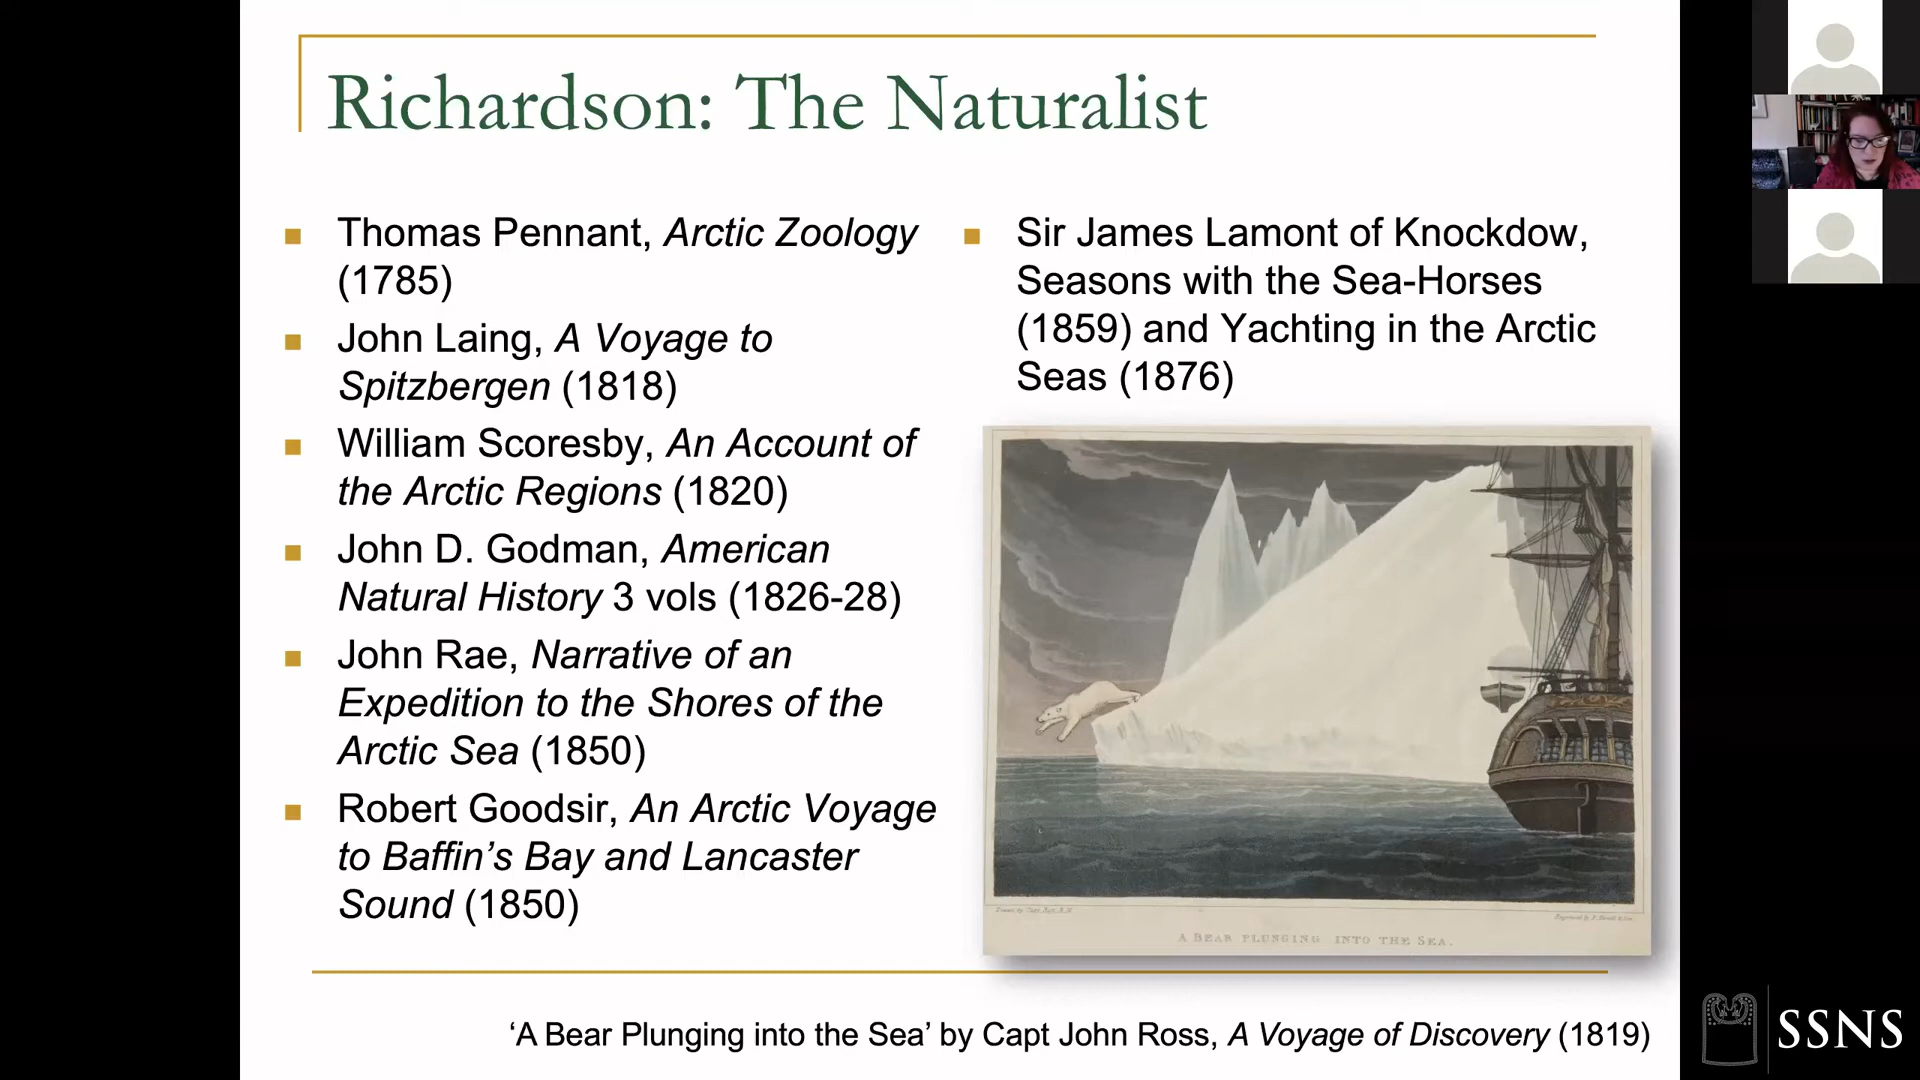 Richardson: The Naturalist
Thomas Pennant, Arctic Zoology
(1785)
John Laing, A Voyage to
Spitzbergen (1818)
William Scoresby, An Account of
the Arctic Regions (1820)
John D. Godman, American
Natural History 3 vols (1826-28)
John Rae, Narrative of an
Expedition to the Shores of the
Arctic Sea (1850)
Robert Goodsir, An Arctic Voyage
to Baffin’s Bay and Lancaster
Sound (1850)
Sir James Lamont of Knockdow,
Seasons with the Sea-Horses
(1859) and Yachting in the Arctic
Seas (1876)
A BEAR PLUNGING INTO THE SEA.
‘A Bear Plunging into the Sea’ by Capt John Ross, A Voyage of Discovery (1819)
SSNS